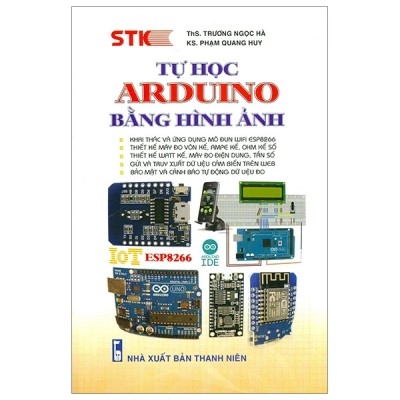 STK
ThS. TRƯƠNG NGỌC HÀ
KS. PHẠM QUANG HUY
TỰ HỌC
ARDUINO
BẰNG HÌNH ẢNH
KHAI THÁC VÀ ỨNG DỤNG MÔ ĐUN WIFI ESP8266
THIẾT KẾ MÁY ĐO VÔN KẾ, AMPE KẾ, OHM KẾ SỐ
THIẾT KẾ WATT KẾ, MÁY ĐO ĐIỆN DUNG, TẦN SỐ
GỬI VÀ TRUY XUẤT DỮ LIỆU CẢM BIẾN TRÊN WEB
BẢO MẬT VÀ CẢNH BÁO TỰ ĐỘNG DỮ LIỆU ĐO
IoT ESP8266
ARDUINO
IDE
UNO
ARDUINO
NHÀ XUẤT BẢN THANH NIÊN